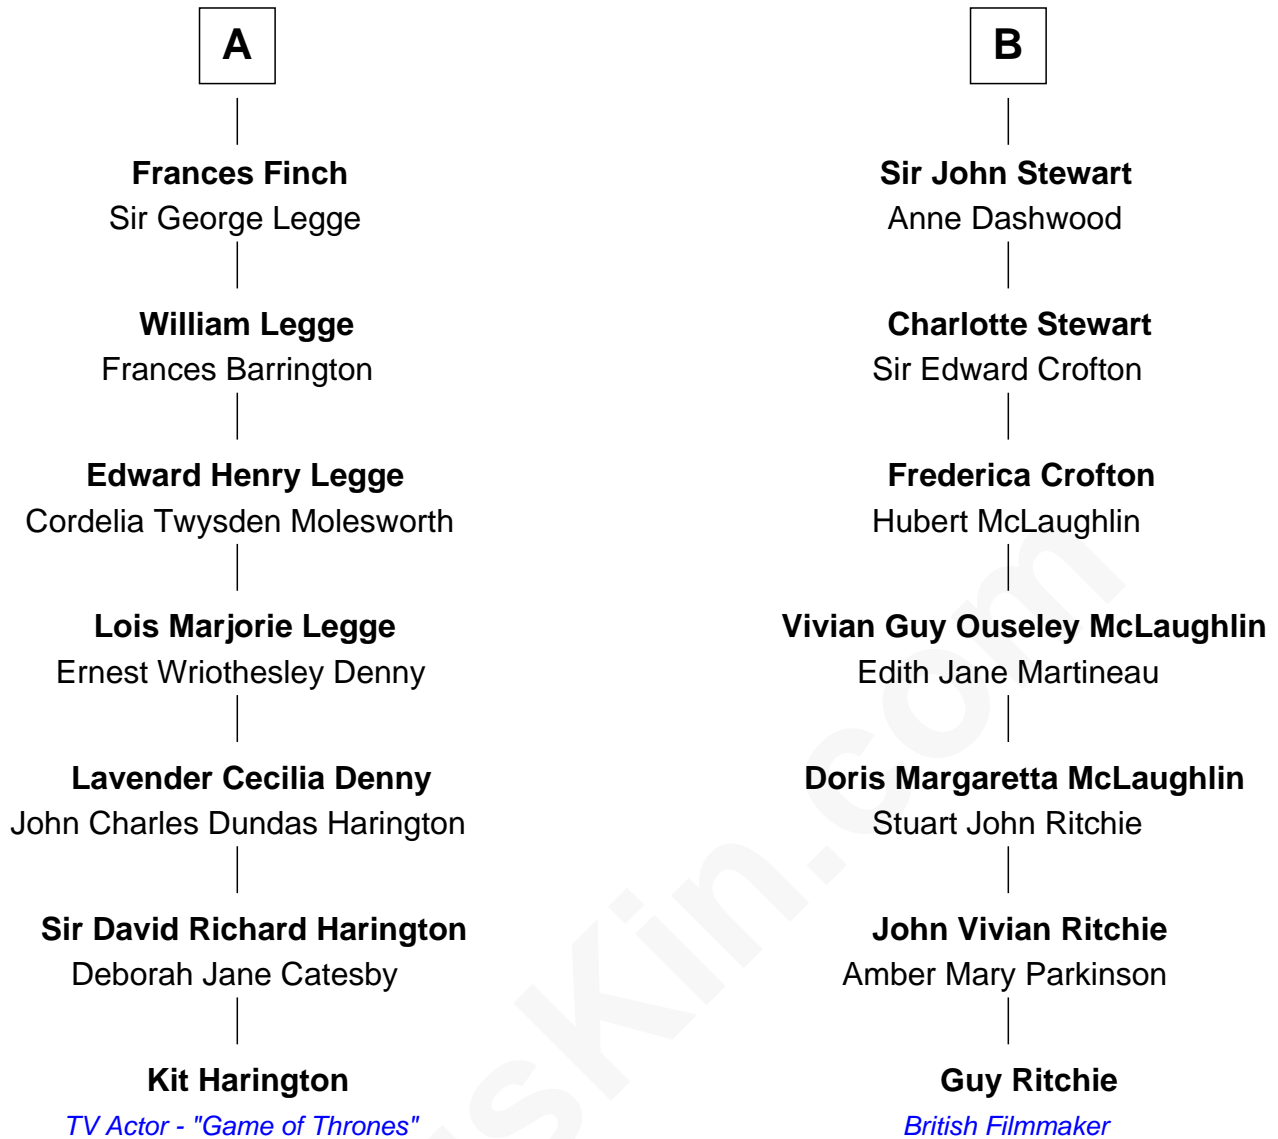 A
Frances Finch
Sir George Legge
William Legge
Frances Barrington
Edward Henry Legge
Cordelia Twysden Molesworth
Lois Marjorie Legge
Ernest Wriothesley Denny
Lavender Cecilia Denny
John Charles Dundas Harington
Sir David Richard Harington
Deborah Jane Catesby
Kit Harington
TV Actor - "Game of Thrones"
B
Sir John Stewart
Anne Dashwood
Charlotte Stewart
Sir Edward Crofton
Frederica Crofton
Hubert McLaughlin
Vivian Guy Ouseley McLaughlin
Edith Jane Martineau
Doris Margaretta McLaughlin
Stuart John Ritchie
John Vivian Ritchie
Amber Mary Parkinson
Guy Ritchie
British Filmmaker